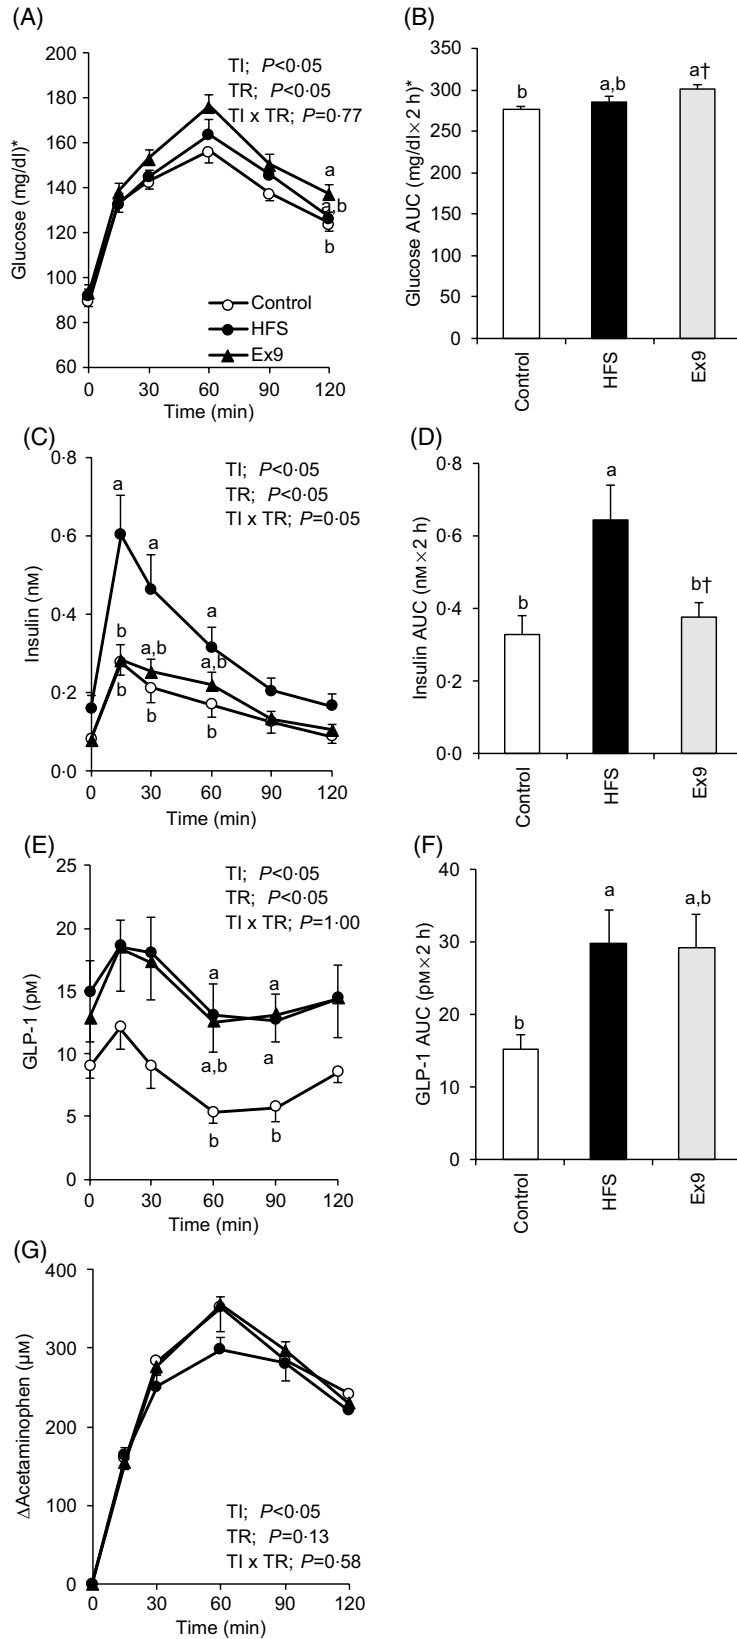 (A)
200
180
160
140
120
100
80
60
Glucose (mg/dl)*
TI; P<0·05
TR; P<0·05
TI x TR; P=0·77
a
a,b
b
Control
HFS
Ex9
0
30
60
90
120
Time (min)
(B)
350
300
250
200
150
100
50
0
Glucose AUC (mg/dl×2 h)*
b
a,b
a†
Control
HFS
Ex9
(C)
0·8
0·6
0·4
0·2
0·0
Insulin (nM)
TI; P<0·05
TR; P<0·05
TI x TR; P=0·05
a
a
a
b
a,b
a,b
b
b
b
0
30
60
90
120
Time (min)
(D)
0·8
0·6
0·4
0·2
0·0
Insulin AUC (nM×2 h)
b
a
b†
Control
HFS
Ex9
(E)
25
20
15
10
5
0
GLP-1 (pM)
TI; P<0·05
TR; P<0·05
TI x TR; P=1·00
a
a
a,b
a
b
b
0
30
60
90
120
Time (min)
(F)
40
30
20
10
0
GLP-1 AUC (pM×2 h)
b
a
a,b
Control
HFS
Ex9
(G)
400
300
200
100
0
ΔAcetaminophen (µM)
TI; P<0·05
TR; P=0·13
TI x TR; P=0·58
0
30
60
90
120
Time (min)